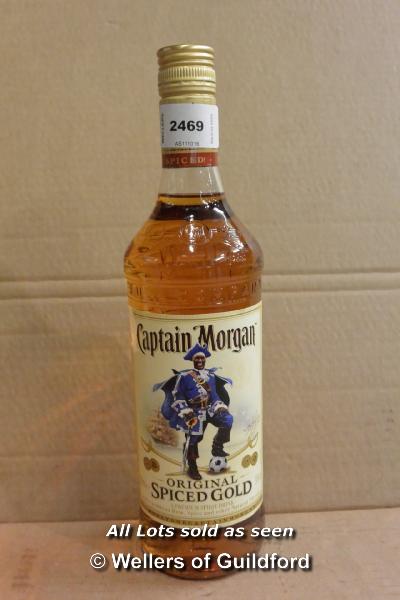 2469
AS111016
SPICED
Captain Morgan
ORIGINAL
SPICED GOLD
All Lots sold as seen
© Wellers of Guildford